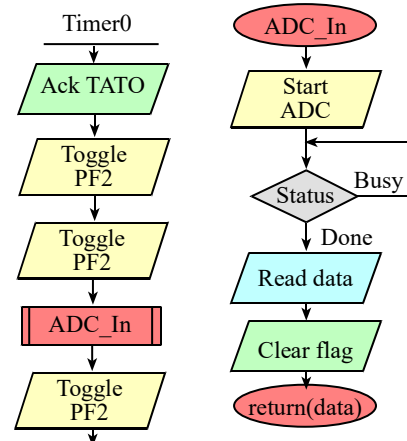 Timer0
Ack TATO
Toggle
PF2
Toggle
PF2
ADC_In
Toggle
PF2
ADC_In
Start
ADC
Status
Busy
Done
Read data
Clear flag
return(data)